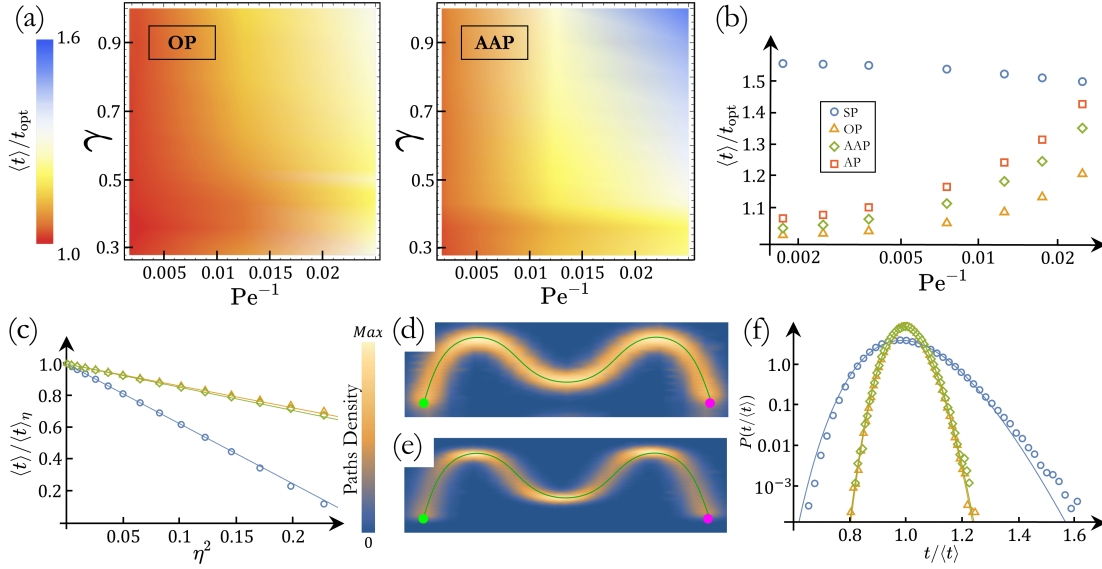 (a)
1.6
⟨t⟩/t_opt
1.0
γ
0.9
0.7
0.5
0.3
OP
0.005 0.01 0.015 0.02
Pe⁻¹
γ
0.9
0.7
0.5
0.3
AAP
0.005 0.01 0.015 0.02
Pe⁻¹
(b)
⟨t⟩/t_opt
1.5
1.4
1.3
1.2
1.1
SP
OP
AAP
AP
0.002 0.005 0.01 0.02
Pe⁻¹
(c)
⟨t⟩/⟨t⟩_η
1.0
0.8
0.6
0.4
0.2
0.05 0.1 0.15 0.2
η²
Max
Paths Density
0
(d)
(e)
(f)
P(t/⟨t⟩)
1.0
0.1
0.01
10⁻³
0.8 1.0 1.2 1.4 1.6
t/⟨t⟩